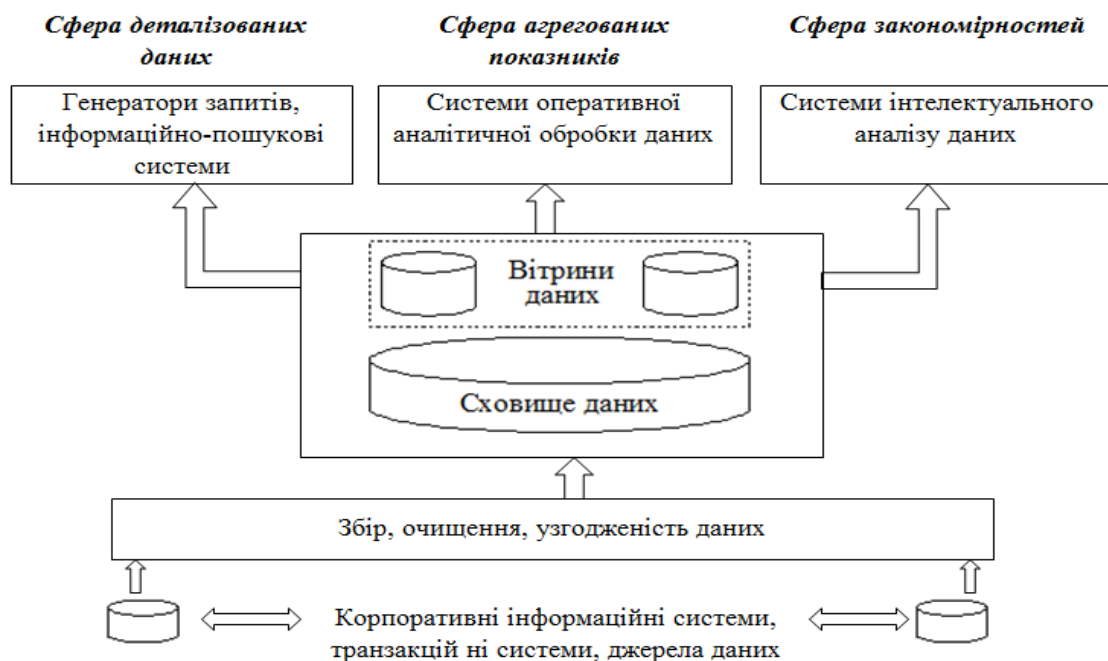 Сфера деталізованих
даних
Сфера агрегованих
показників
Сфера закономірностей
Генератори запитів,
інформаційно-пошукові
системи
Системи оперативної
аналітичної обробки даних
Системи інтелектуального
аналізу даних
Вітрини
даних
Сховище даних
Збір, очищення, узгодженість даних
Корпоративні інформаційні системи,
транзакцій ні системи, джерела даних